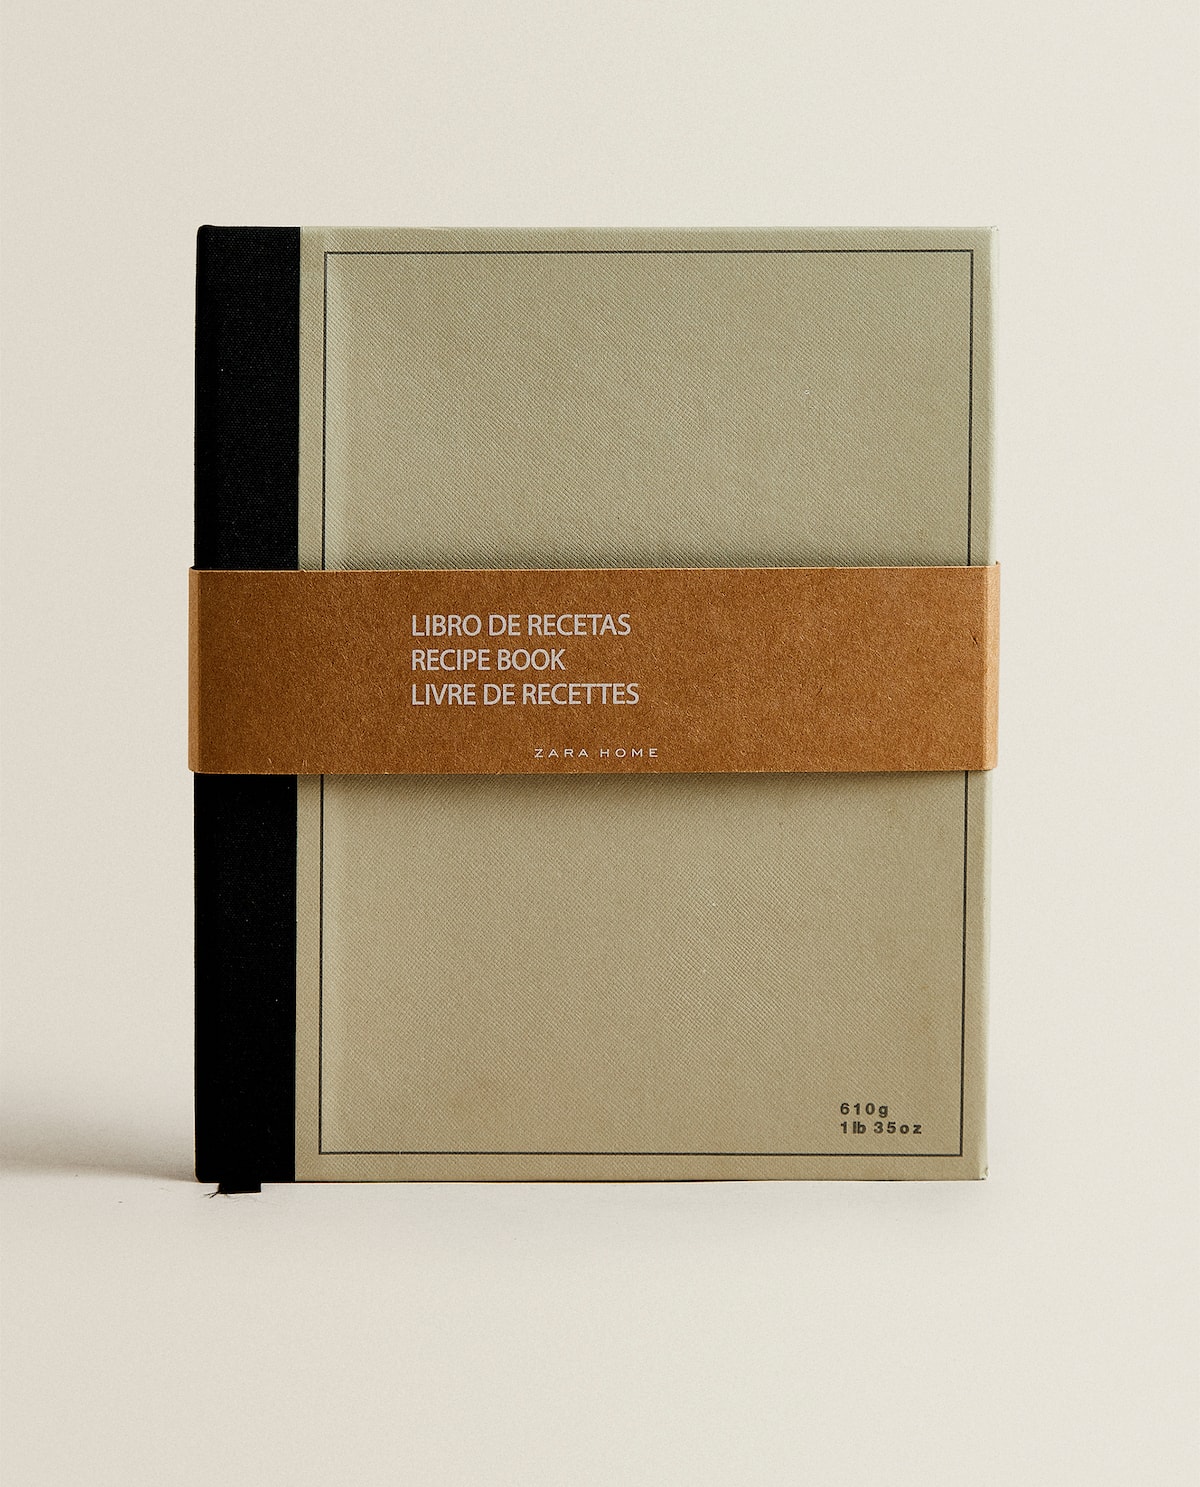 LIBRO DE RECETAS
RECIPE BOOK
LIVRE DE RECETTES
ZARA HOME
610g
1lb 35oz